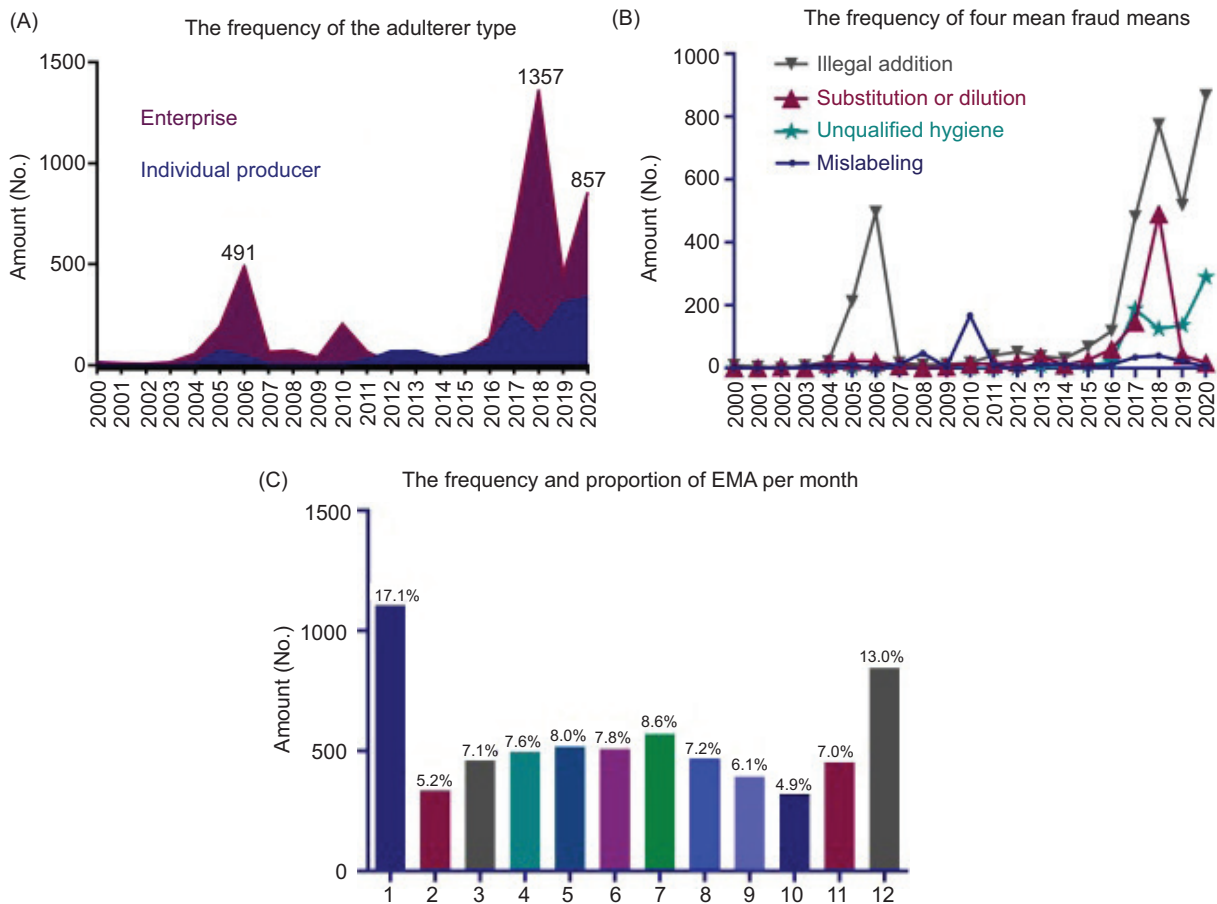 (A)
The frequency of the adulterer type
Amount (No.)
1500
1000
500
0
Enterprise
Individual producer
491
1357
857
2000 2001 2002 2003 2004 2005 2006 2007 2008 2009 2010 2011 2012 2013 2014 2015 2016 2017 2018 2019 2020
(B)
The frequency of four mean fraud means
Amount (No.)
1000
800
600
400
200
0
Illegal addition
Substitution or dilution
Unqualified hygiene
Mislabeling
2000 2001 2002 2003 2004 2005 2006 2007 2008 2009 2010 2011 2012 2013 2014 2015 2016 2017 2018 2019 2020
(C)
The frequency and proportion of EMA per month
Amount (No.)
1500
1000
500
0
17.1% 5.2% 7.1% 7.6% 8.0% 7.8% 8.6% 7.2% 6.1% 4.9% 7.0% 13.0%
1 2 3 4 5 6 7 8 9 10 11 12